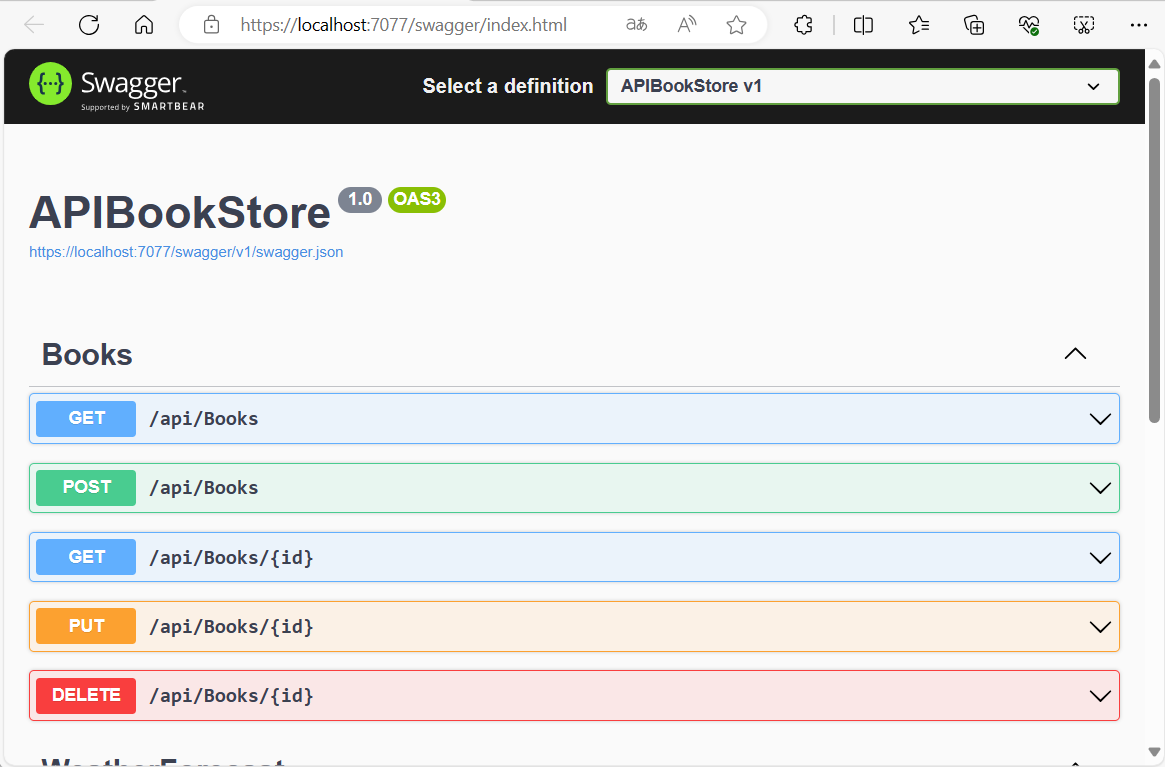 https://localhost:7077/swagger/index.html
Swagger
Supported by SMARTBEAR
Select a definition
APIBookStore v1
APIBookStore 1.0 OAS3
https://localhost:7077/swagger/v1/swagger.json
Books
GET /api/Books
POST /api/Books
GET /api/Books/{id}
PUT /api/Books/{id}
DELETE /api/Books/{id}
WeatherForecast